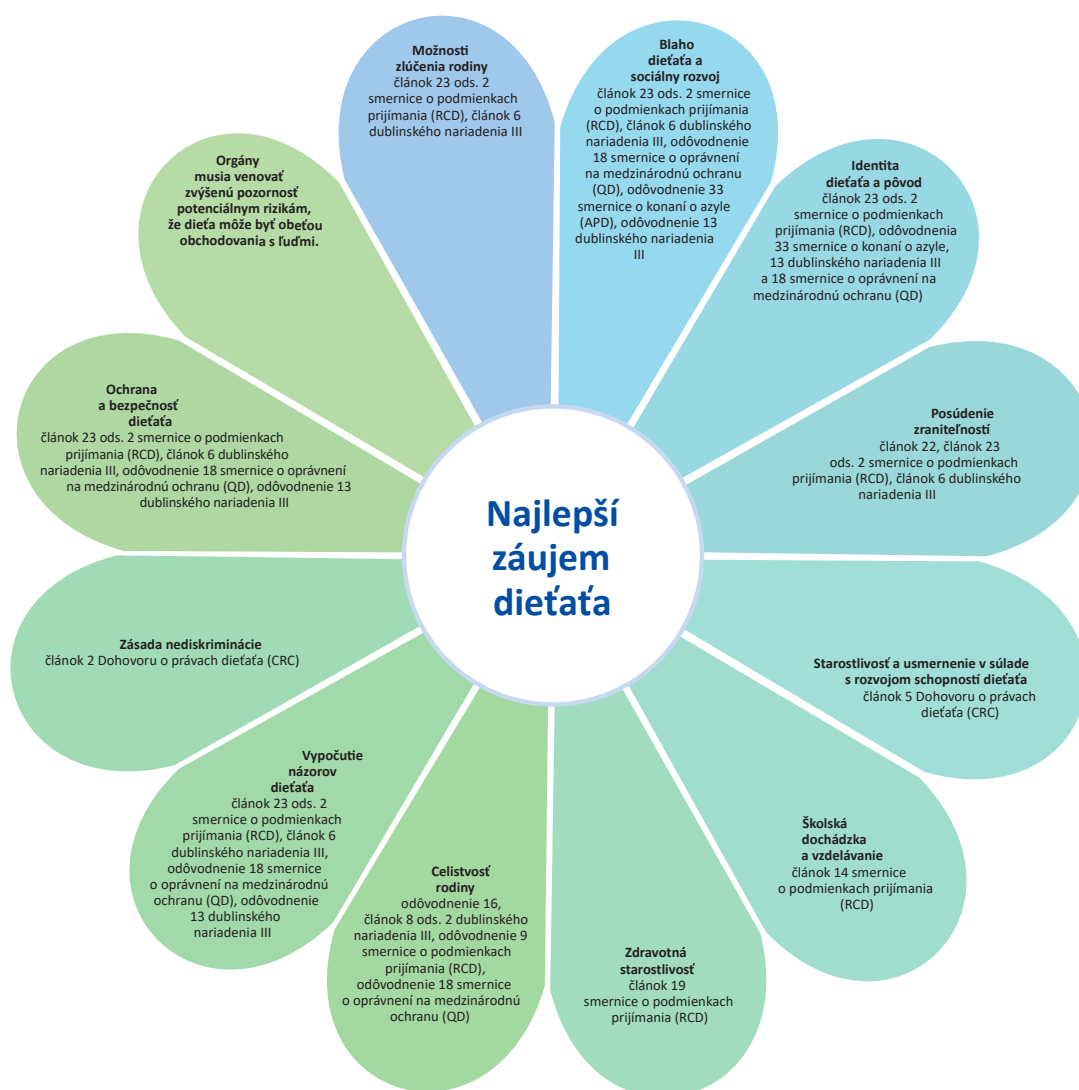 Možnosti
zlúčenia rodiny
článok 23 ods. 2
smernice o podmienkach
prijímania (RCD), článok 6
dublinského nariadenia III
Blaho
dieťaťa a
sociálny rozvoj
článok 23 ods. 2 smernice
o podmienkach prijímania
(RCD), článok 6 dublinského
nariadenia III, odôvodnenie
18 smernice o oprávnení
na medzinárodnú ochranu
(QD), odôvodnenie 33
smernice o konaní o azyle
(APD), odôvodnenie 13
dublinského nariadenia
III
Identita
dieťaťa a pôvod
článok 23 ods. 2
smernice o podmienkach
prijímania (RCD), odôvodnenia
33 smernice o konaní o azyle,
13 dublinského nariadenia III
a 18 smernice o oprávnení na
medzinárodnú ochranu (QD)
Posúdenie
zraniteľností
článok 22, článok 23
ods. 2 smernice o podmienkach
prijímania (RCD), článok 6 dublinského
nariadenia III
Starostlivosť a usmernenie v súlade
s rozvojom schopností dieťaťa
článok 5 Dohovoru o právach
dieťaťa (CRC)
Školská
dochádzka
a vzdelávanie
článok 14 smernice
o podmienkach prijímania
(RCD)
Zdravotná
starostlivosť
článok 19
smernice o podmienkach
prijímania (RCD)
Celistvosť
rodiny
odôvodnenie 16,
článok 8 ods. 2 dublinského
nariadenia III, odôvodnenie 9
smernice o podmienkach
prijímania (RCD),
odôvodnenie 18 smernice
o oprávnení na medzinárodnú
ochranu (QD)
Vypočutie
názorov
dieťaťa
článok 23 ods. 2
smernice o podmienkach
prijímania (RCD), článok 6
dublinského nariadenia III,
odôvodnenie 18 smernice
o oprávnení na medzinárodnú
ochranu (QD), odôvodnenie
13 dublinského
nariadenia III
Zásada nediskriminácie
článok 2 Dohovoru o právach dieťaťa (CRC)
Ochrana
a bezpečnosť
dieťaťa
článok 23 ods. 2 smernice o podmienkach
prijímania (RCD), článok 6 dublinského
nariadenia III, odôvodnenie 18 smernice o oprávnení
na medzinárodnú ochranu (QD), odôvodnenie 13
dublinského nariadenia III
Orgány
musia venovať
zvýšenú pozornosť
potenciálnym rizikám,
že dieťa môže byť obeťou
obchodovania s ľuďmi.
Najlepší
záujem
dieťaťa